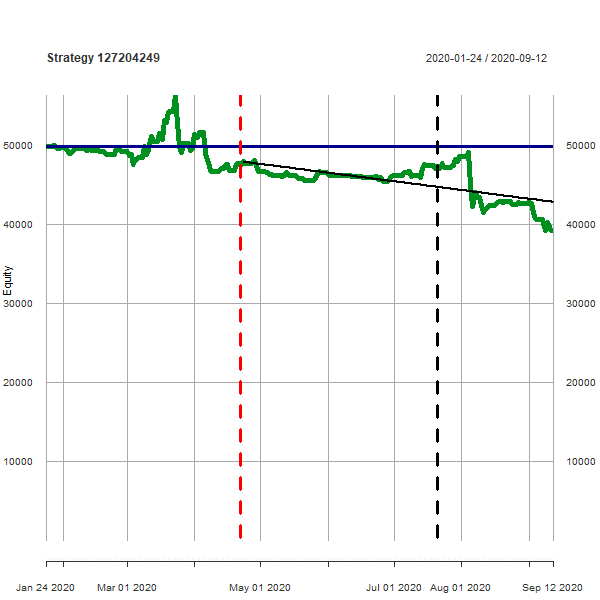 Strategy 127204249
2020-01-24 / 2020-09-12
50000
50000
40000
40000
Equity
30000
30000
20000
20000
10000
10000
Jan 24 2020
Mar 01 2020
May 01 2020
Jul 01 2020
Aug 01 2020
Sep 12 2020